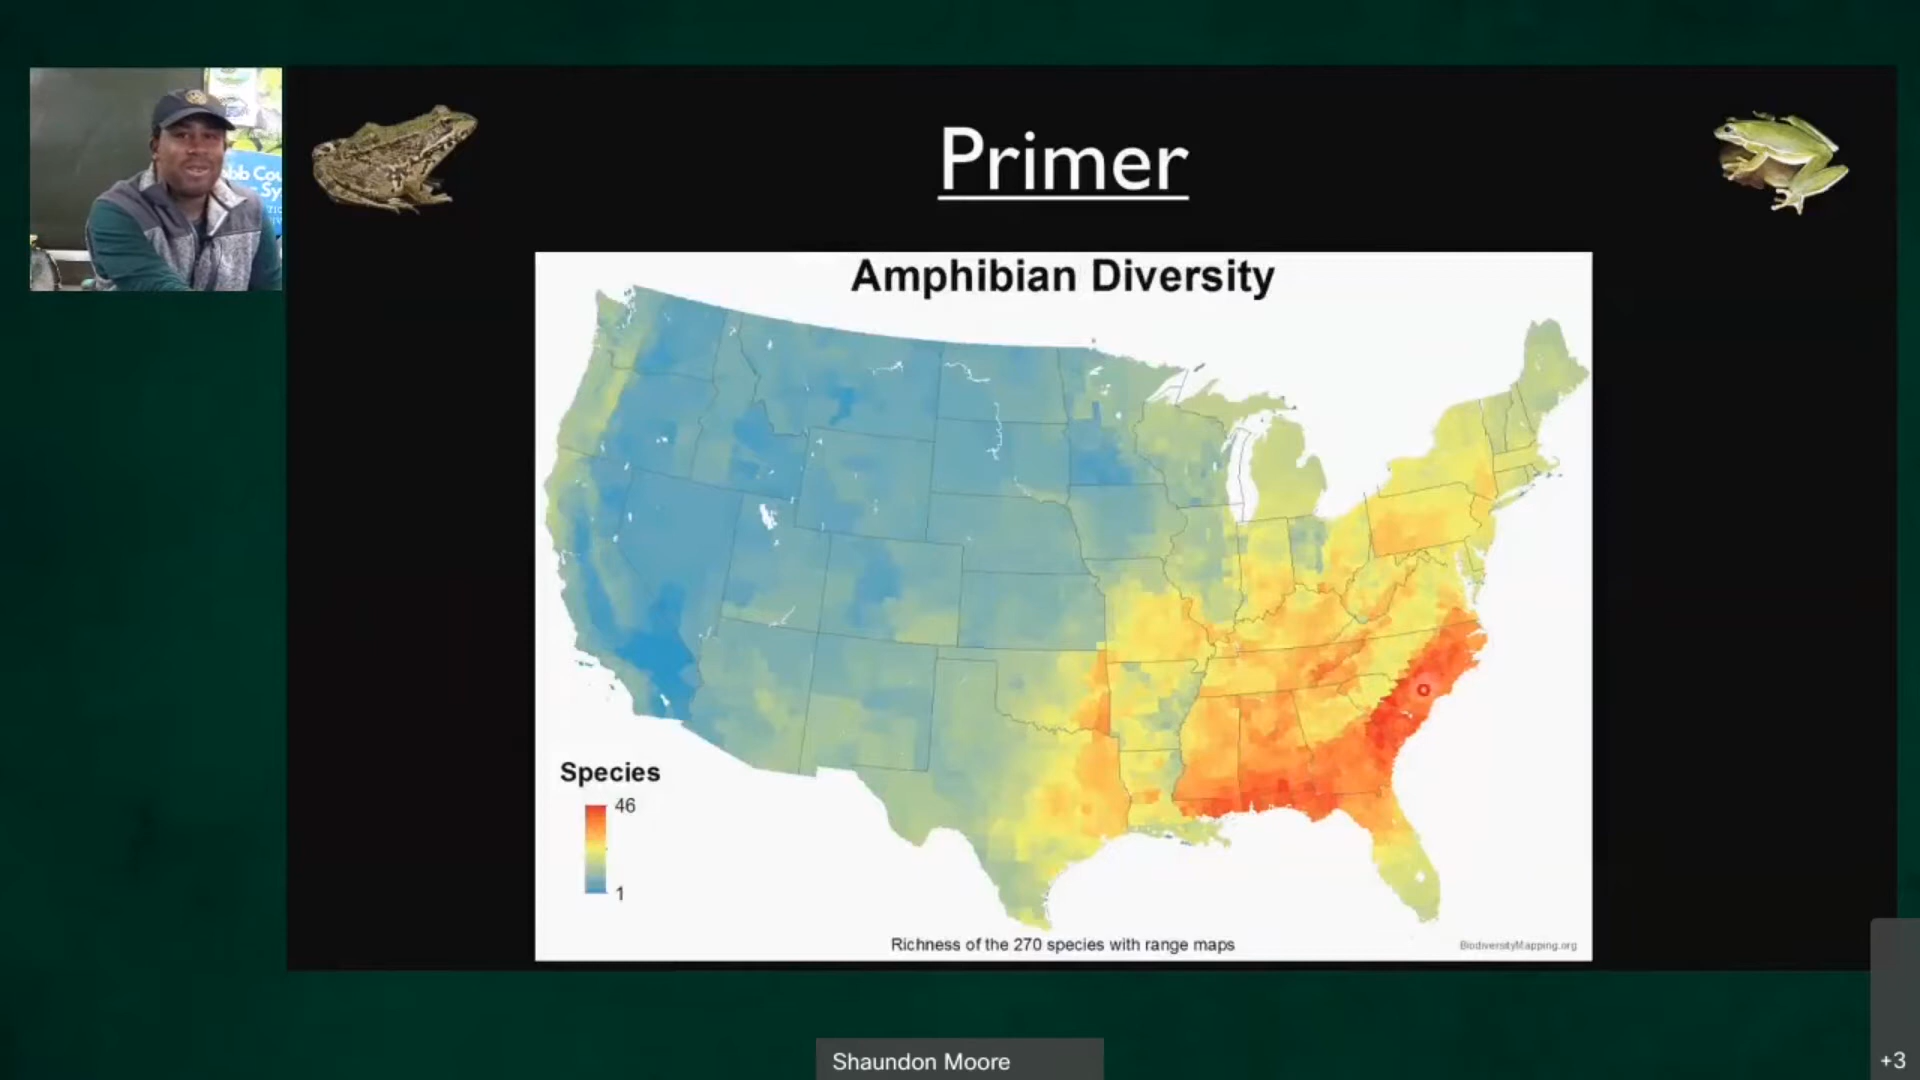 Primer
Amphibian Diversity
Species
46
1
Richness of the 270 species with range maps
BiodiversityMapping.org
Shaundon Moore
+3